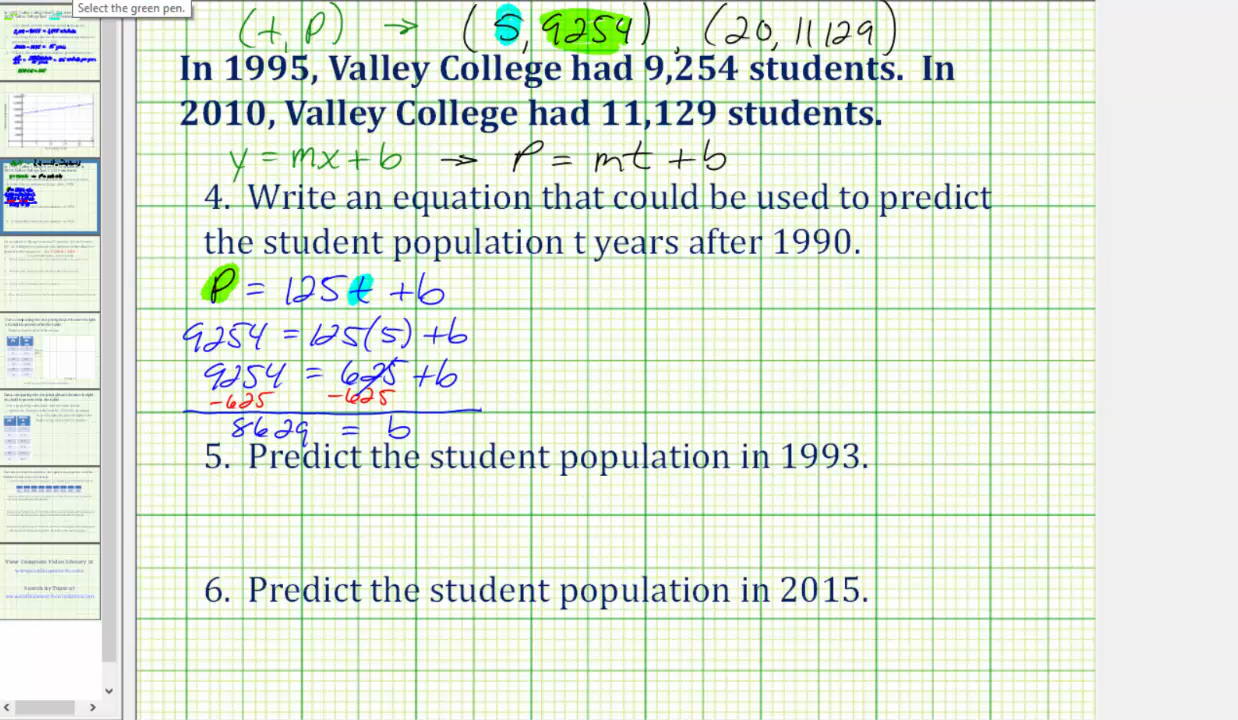 Select the green pen.
(t, P) → (5, 9254), (20, 11129)
In 1995, Valley College had 9,254 students. In
2010, Valley College had 11,129 students.
y = mx + b → P = mt + b
4. Write an equation that could be used to predict
the student population t years after 1990.
P = 125t + b
9254 = 125(5) + b
9254 = 625 + b
-625 -625
8629 = b
5. Predict the student population in 1993.
6. Predict the student population in 2015.